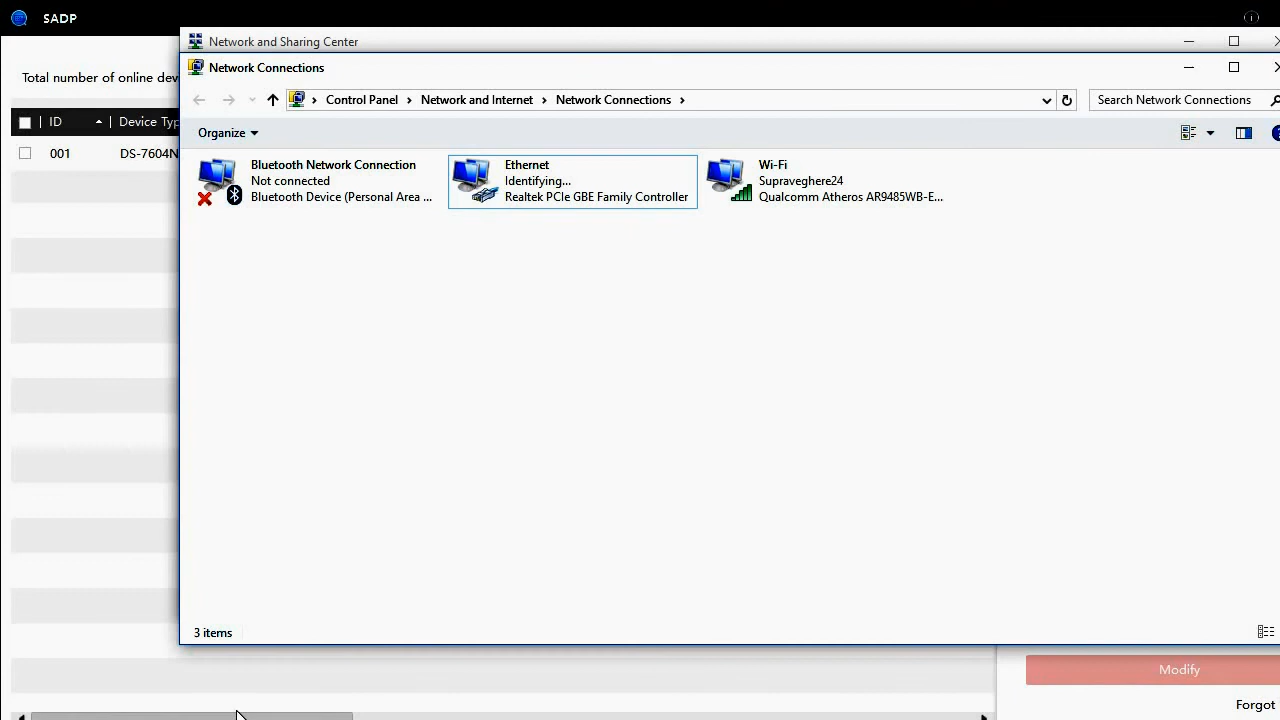 SADP
Network and Sharing Center
Network Connections
Total number of online dev
Control Panel > Network and Internet > Network Connections >
Search Network Connections
ID Device Typ
Organize
001 DS-7604N
Bluetooth Network Connection
Not connected
Bluetooth Device (Personal Area ...
Ethernet
Identifying...
Realtek PCIe GBE Family Controller
Wi-Fi
Supraveghere24
Qualcomm Atheros AR9485WB-E...
3 items
Modify
Forgot